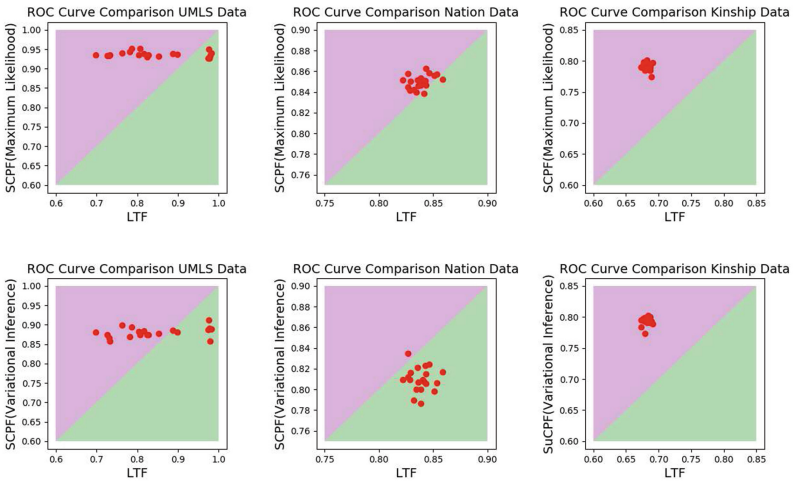 ROC Curve Comparison UMLS Data
SCPF(Maximum Likelihood)
1.00
0.95
0.90
0.85
0.80
0.75
0.70
0.65
0.60
0.6 0.7 0.8 0.9 1.0
LTF
ROC Curve Comparison Nation Data
SCPF(Maximum Likelihood)
0.90
0.88
0.86
0.84
0.82
0.80
0.78
0.76
0.75 0.80 0.85 0.90
LTF
ROC Curve Comparison Kinship Data
SCPF(Maximum Likelihood)
0.85
0.80
0.75
0.70
0.65
0.60
0.60 0.65 0.70 0.75 0.80 0.85
LTF
ROC Curve Comparison UMLS Data
SCPF(Variational Inference)
1.00
0.95
0.90
0.85
0.80
0.75
0.70
0.65
0.60
0.6 0.7 0.8 0.9 1.0
LTF
ROC Curve Comparison Nation Data
SCPF(Variational Inference)
0.90
0.88
0.86
0.84
0.82
0.80
0.78
0.76
0.75 0.80 0.85 0.90
LTF
ROC Curve Comparison Kinship Data
SuCPF(Variational Inference)
0.85
0.80
0.75
0.70
0.65
0.60
0.60 0.65 0.70 0.75 0.80 0.85
LTF